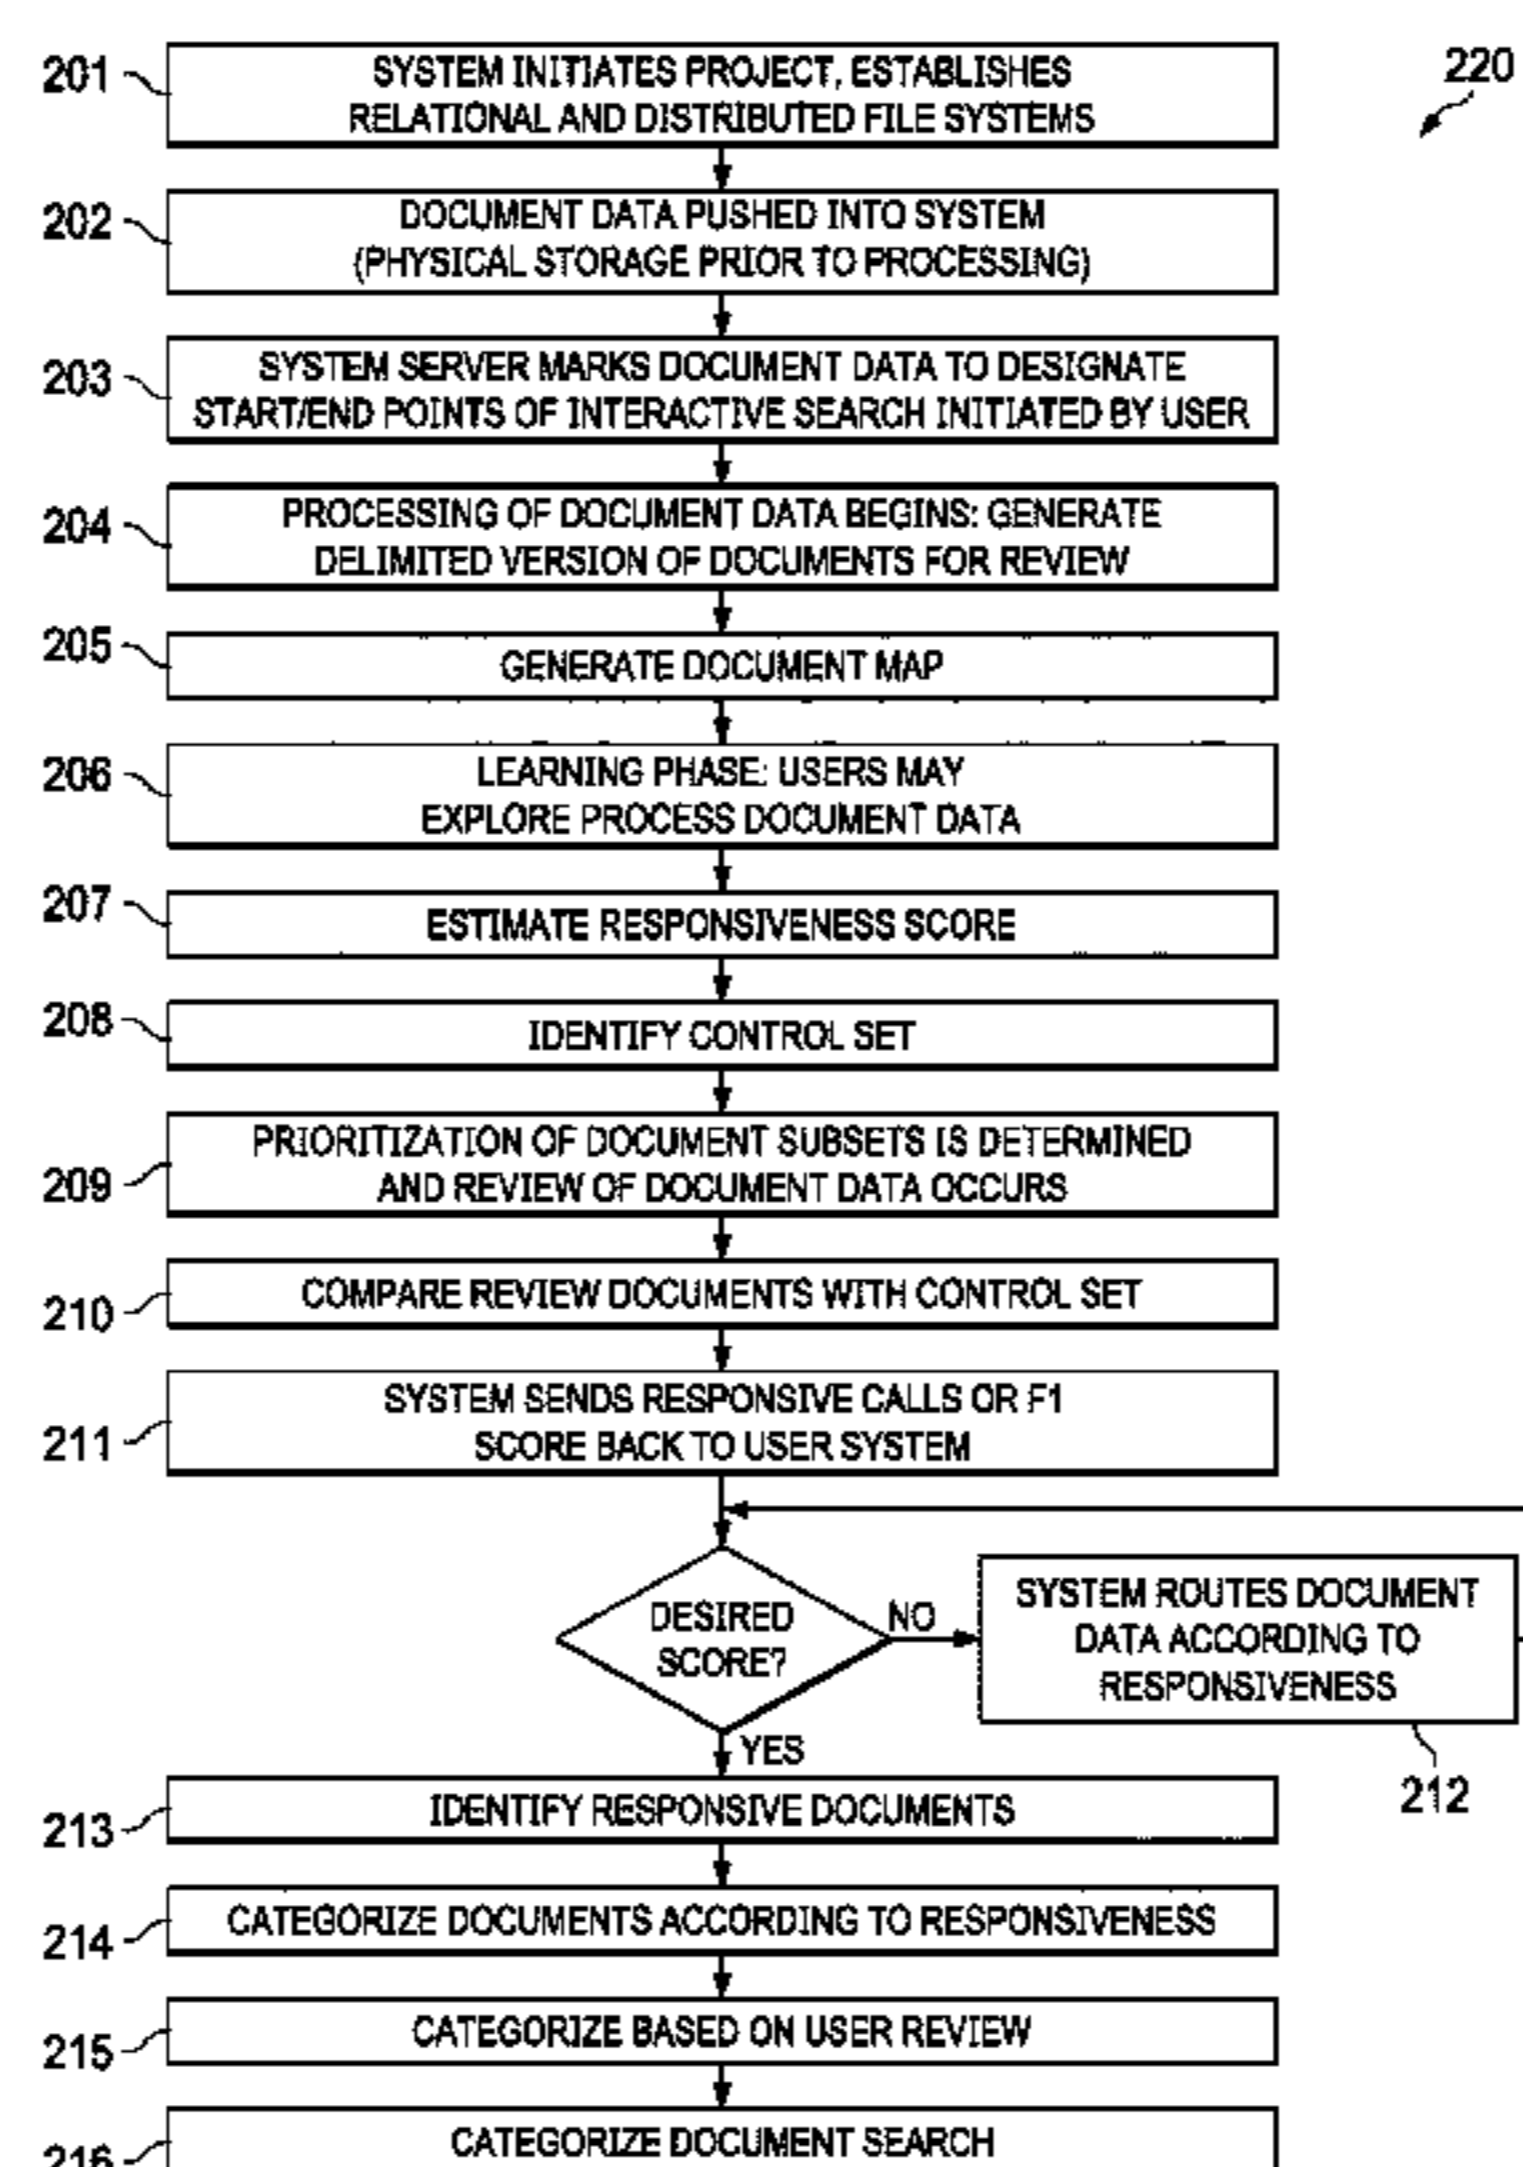 201
SYSTEM INITIATES PROJECT, ESTABLISHES
RELATIONAL AND DISTRIBUTED FILE SYSTEMS
220
202
DOCUMENT DATA PUSHED INTO SYSTEM
(PHYSICAL STORAGE PRIOR TO PROCESSING)
203
SYSTEM SERVER MARKS DOCUMENT DATA TO DESIGNATE
START/END POINTS OF INTERACTIVE SEARCH INITIATED BY USER
204
PROCESSING OF DOCUMENT DATA BEGINS: GENERATE
DELIMITED VERSION OF DOCUMENTS FOR REVIEW
205
GENERATE DOCUMENT MAP
206
LEARNING PHASE: USERS MAY
EXPLORE PROCESS DOCUMENT DATA
207
ESTIMATE RESPONSIVENESS SCORE
208
IDENTIFY CONTROL SET
209
PRIORITIZATION OF DOCUMENT SUBSETS IS DETERMINED
AND REVIEW OF DOCUMENT DATA OCCURS
210
COMPARE REVIEW DOCUMENTS WITH CONTROL SET
211
SYSTEM SENDS RESPONSIVE CALLS OR F1
SCORE BACK TO USER SYSTEM
DESIRED
SCORE?
NO
SYSTEM ROUTES DOCUMENT
DATA ACCORDING TO
RESPONSIVENESS
212
YES
213
IDENTIFY RESPONSIVE DOCUMENTS
214
CATEGORIZE DOCUMENTS ACCORDING TO RESPONSIVENESS
215
CATEGORIZE BASED ON USER REVIEW
216
CATEGORIZE DOCUMENT SEARCH